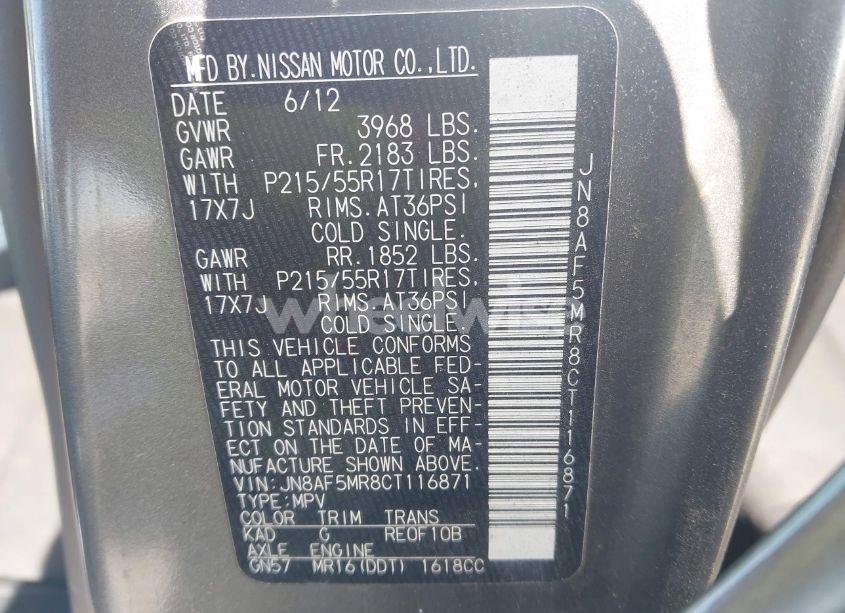 MFD BY.NISSAN MOTOR CO.,LTD.
DATE 6/12
GVWR 3968 LBS.
GAWR FR.2183 LBS.
WITH P215/55R17TIRES,
17X7J RIMS.AT36PSI
COLD SINGLE.
GAWR RR.1852 LBS.
WITH P215/55R17TIRES,
17X7J RIMS.AT36PSI
COLD SINGLE.
THIS VEHICLE CONFORMS
TO ALL APPLICABLE FED-
ERAL MOTOR VEHICLE SA-
FETY AND THEFT PREVEN-
TION STANDARDS IN EFF-
ECT ON THE DATE OF MA-
NUFACTURE SHOWN ABOVE.
VIN:JN8AF5MR8CT116871
TYPE:MPV
COLOR TRIM TRANS
KAD G RE0F10B
AXLE ENGINE
GN57 MR16(DDT) 1618CC
JN8AF5MR8CT116871